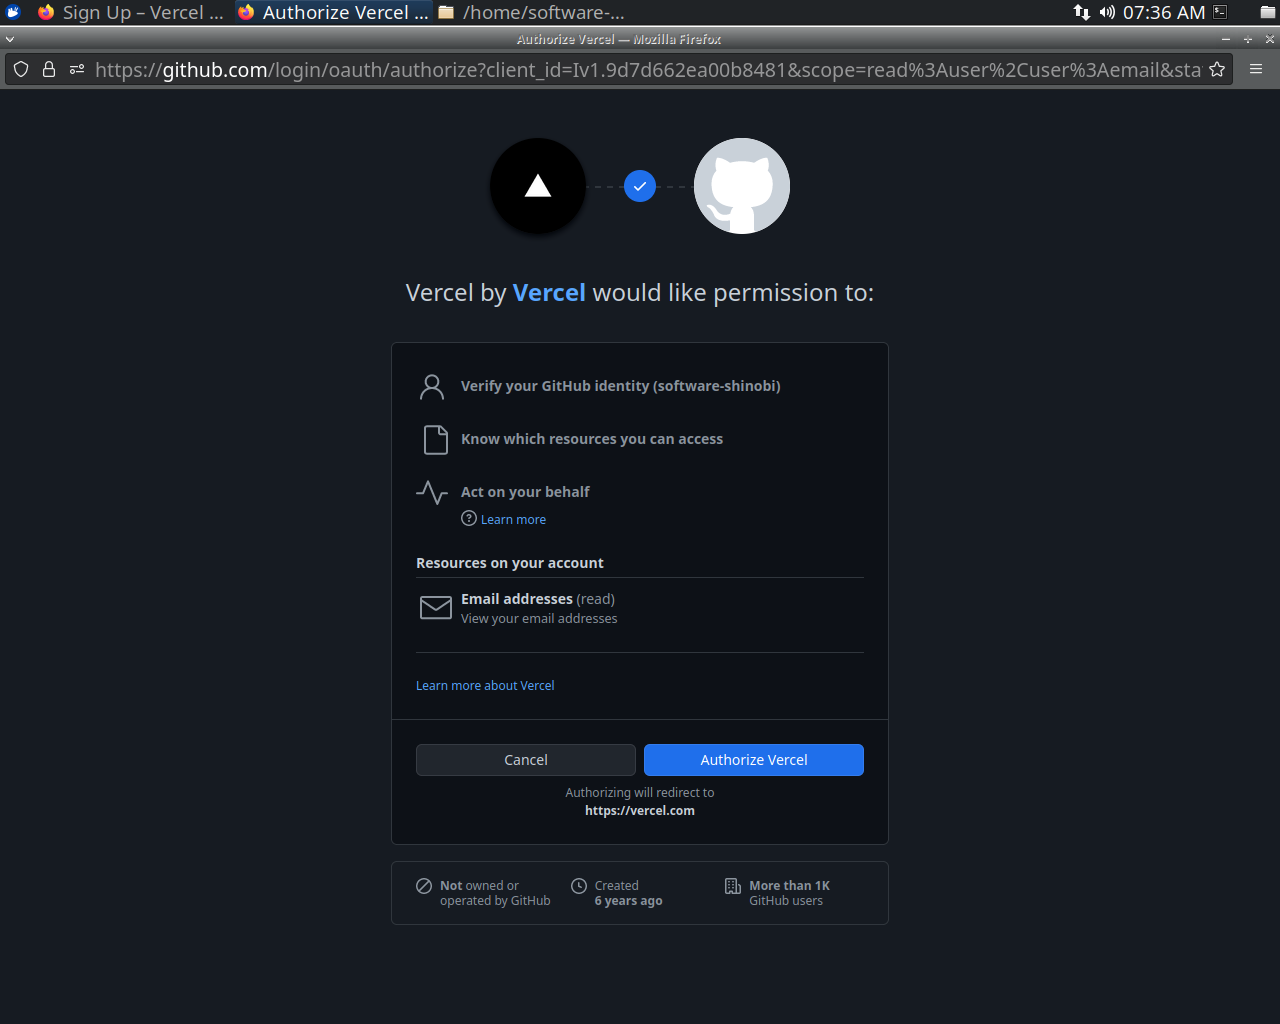 Sign Up – Vercel ...
Authorize Vercel ...
/home/software-...
07:36 AM
Authorize Vercel — Mozilla Firefox
https://github.com/login/oauth/authorize?client_id=Iv1.9d7d662ea00b8481&scope=read%3Auser%2Cuser%3Aemail&sta
Vercel by Vercel would like permission to:
Verify your GitHub identity (software-shinobi)
Know which resources you can access
Act on your behalf
Learn more
Resources on your account
Email addresses (read)
View your email addresses
Learn more about Vercel
Cancel
Authorize Vercel
Authorizing will redirect to
https://vercel.com
Not owned or
operated by GitHub
Created
6 years ago
More than 1K
GitHub users